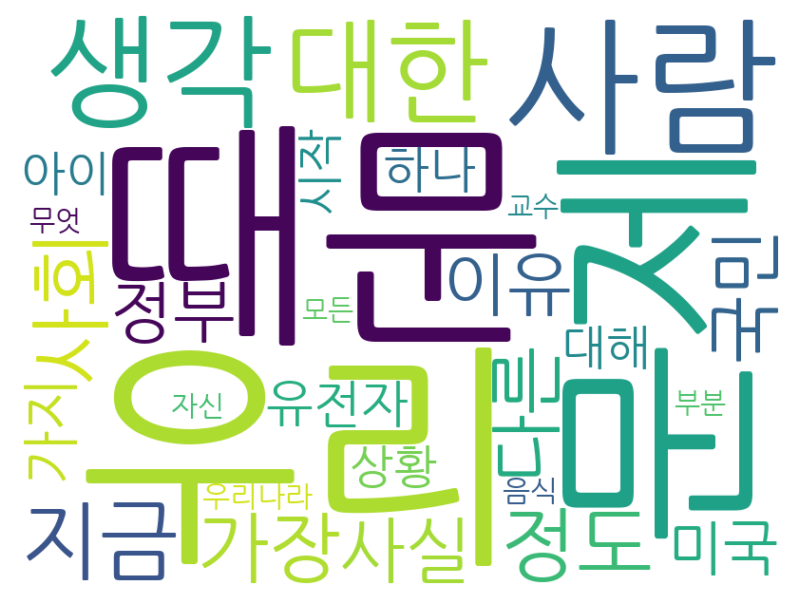 생각
대한
사람
아이
때문
시작
하나
교수
문제
무엇
사회
정부
이유
국민
모든
대해
우리
가지
자신
유전자
다른
부분
상황
우리나라
음식
지금
가장
사실
정도
미국